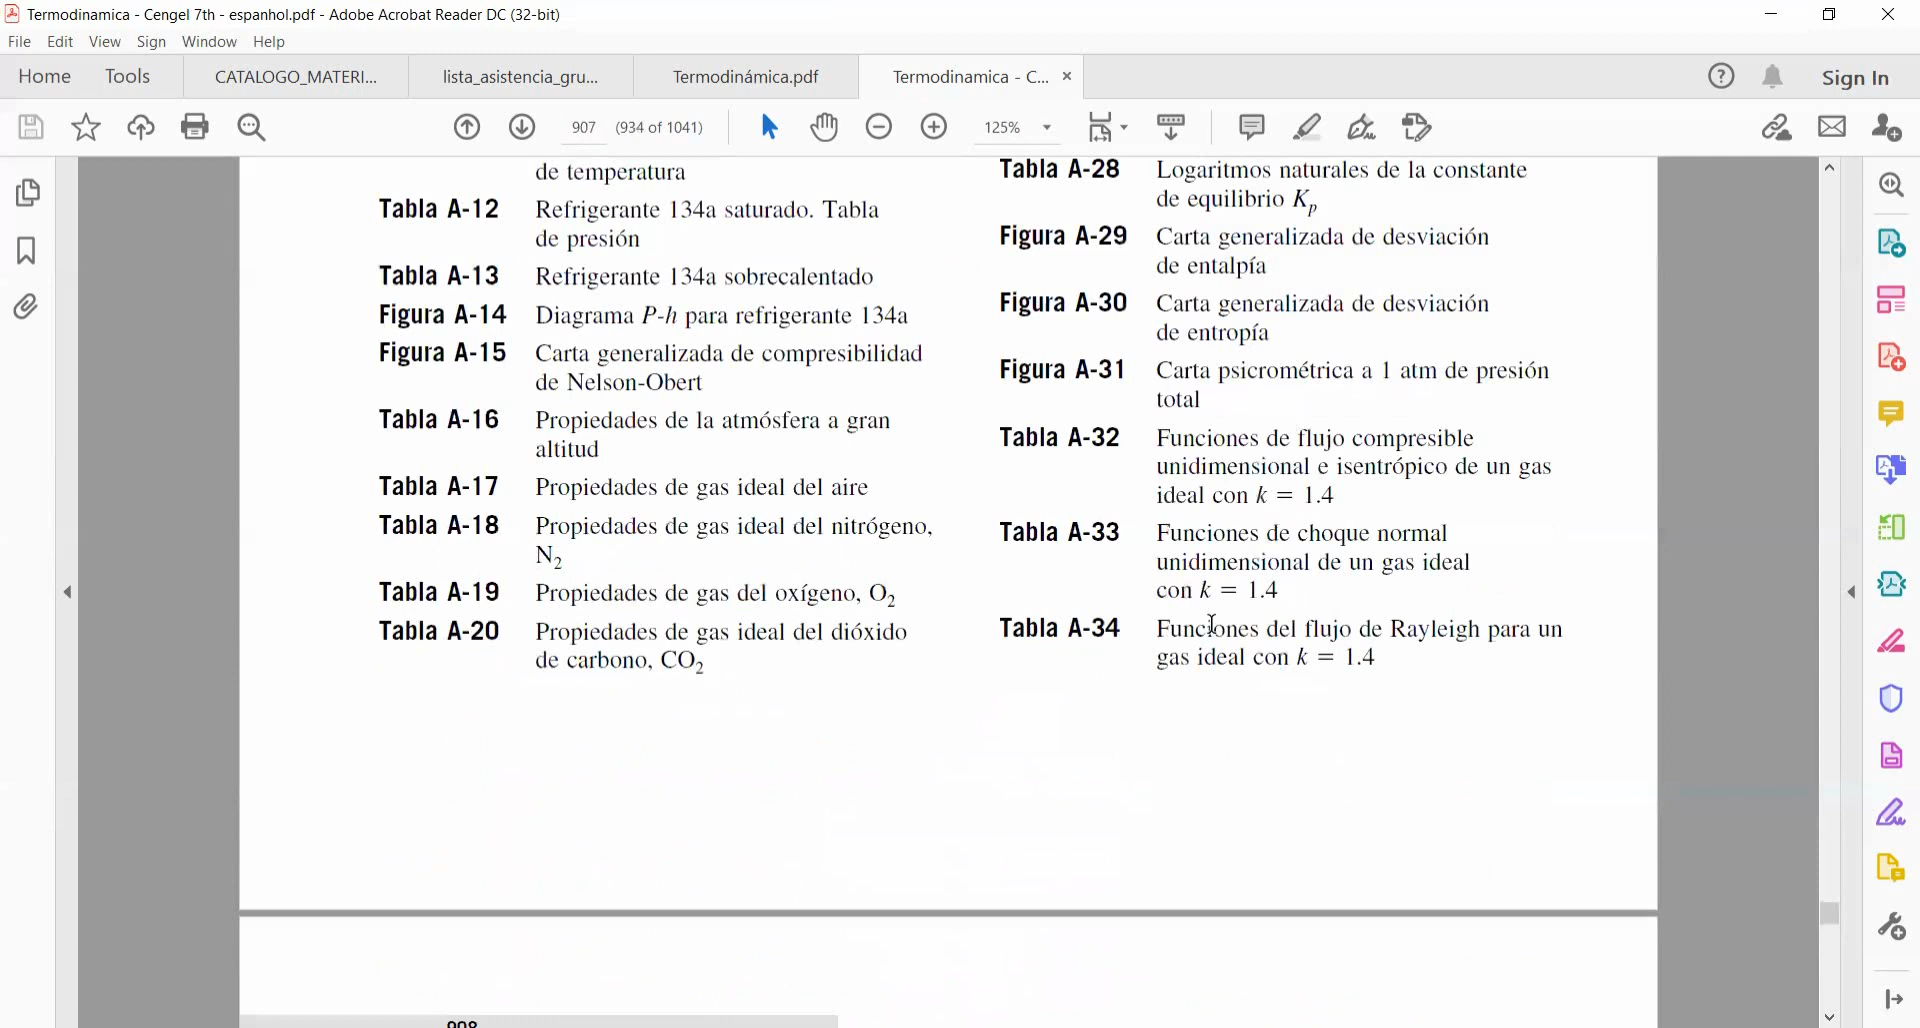 Termodinamica - Cengel 7th - espanhol.pdf - Adobe Acrobat Reader DC (32-bit)
File Edit View Sign Window Help
Home Tools CATALOGO_MATERI... lista_asistencia_gru... Termodinámica.pdf Termodinamica - C... × Sign In
907 (934 of 1041) 125%
de temperatura
Tabla A-12 Refrigerante 134a saturado. Tabla
de presión
Tabla A-13 Refrigerante 134a sobrecalentado
Figura A-14 Diagrama P-h para refrigerante 134a
Figura A-15 Carta generalizada de compresibilidad
de Nelson-Obert
Tabla A-16 Propiedades de la atmósfera a gran
altitud
Tabla A-17 Propiedades de gas ideal del aire
Tabla A-18 Propiedades de gas ideal del nitrógeno,
N₂
Tabla A-19 Propiedades de gas del oxígeno, O₂
Tabla A-20 Propiedades de gas ideal del dióxido
de carbono, CO₂
Tabla A-28 Logaritmos naturales de la constante
de equilibrio Kp
Figura A-29 Carta generalizada de desviación
de entalpía
Figura A-30 Carta generalizada de desviación
de entropía
Figura A-31 Carta psicrométrica a 1 atm de presión
total
Tabla A-32 Funciones de flujo compresible
unidimensional e isentrópico de un gas
ideal con k = 1.4
Tabla A-33 Funciones de choque normal
unidimensional de un gas ideal
con k = 1.4
Tabla A-34 Funciones del flujo de Rayleigh para un
gas ideal con k = 1.4
908